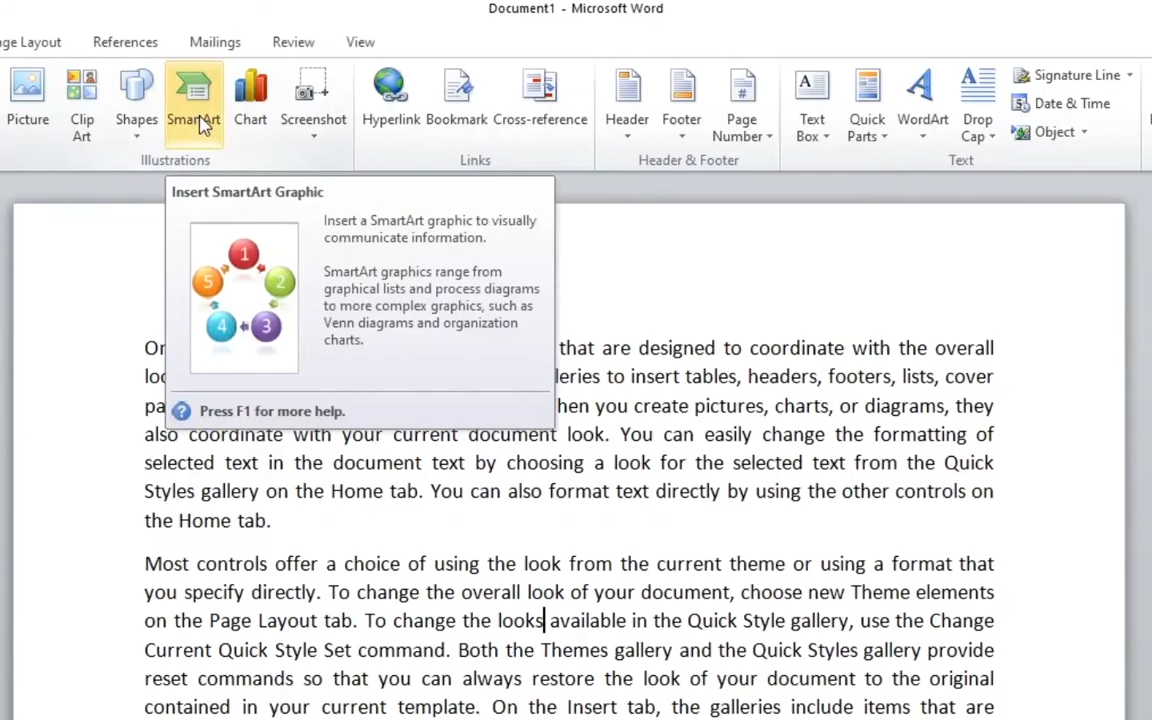 Document1 - Microsoft Word
ge Layout References Mailings Review View
Picture Clip Art Shapes SmartArt Chart Screenshot Hyperlink Bookmark Cross-reference Header Footer Page Number Text Box Quick Parts WordArt Drop Cap Signature Line
Date & Time
Object
Illustrations Links Header & Footer Text
Insert SmartArt Graphic
1
2
3
4
5
Insert a SmartArt graphic to visually
communicate information.
SmartArt graphics range from
graphical lists and process diagrams
to more complex graphics, such as
Venn diagrams and organization
charts.
Press F1 for more help.
that are designed to coordinate with the overall
leries to insert tables, headers, footers, lists, cover
hen you create pictures, charts, or diagrams, they
also coordinate with your current document look. You can easily change the formatting of
selected text in the document text by choosing a look for the selected text from the Quick
Styles gallery on the Home tab. You can also format text directly by using the other controls on
the Home tab.
Most controls offer a choice of using the look from the current theme or using a format that
you specify directly. To change the overall look of your document, choose new Theme elements
on the Page Layout tab. To change the looks available in the Quick Style gallery, use the Change
Current Quick Style Set command. Both the Themes gallery and the Quick Styles gallery provide
reset commands so that you can always restore the look of your document to the original
contained in your current template. On the Insert tab, the galleries include items that are